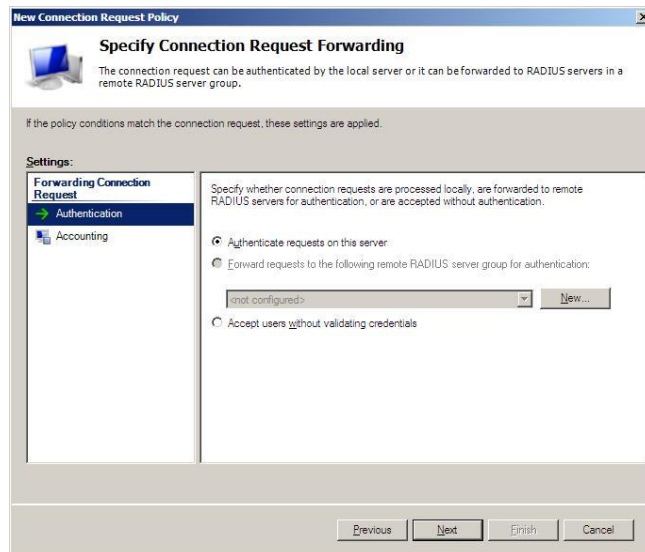 New Connection Request Policy
Specify Connection Request Forwarding
The connection request can be authenticated by the local server or it can be forwarded to RADIUS servers in a
remote RADIUS server group.
If the policy conditions match the connection request, these settings are applied.
Settings:
Forwarding Connection
Request
Authentication
Accounting
Specify whether connection requests are processed locally, are forwarded to remote
RADIUS servers for authentication, or are accepted without authentication.
Authenticate requests on this server
Forward requests to the following remote RADIUS server group for authentication:
<not configured>
New...
Accept users without validating credentials
Previous
Next
Finish
Cancel